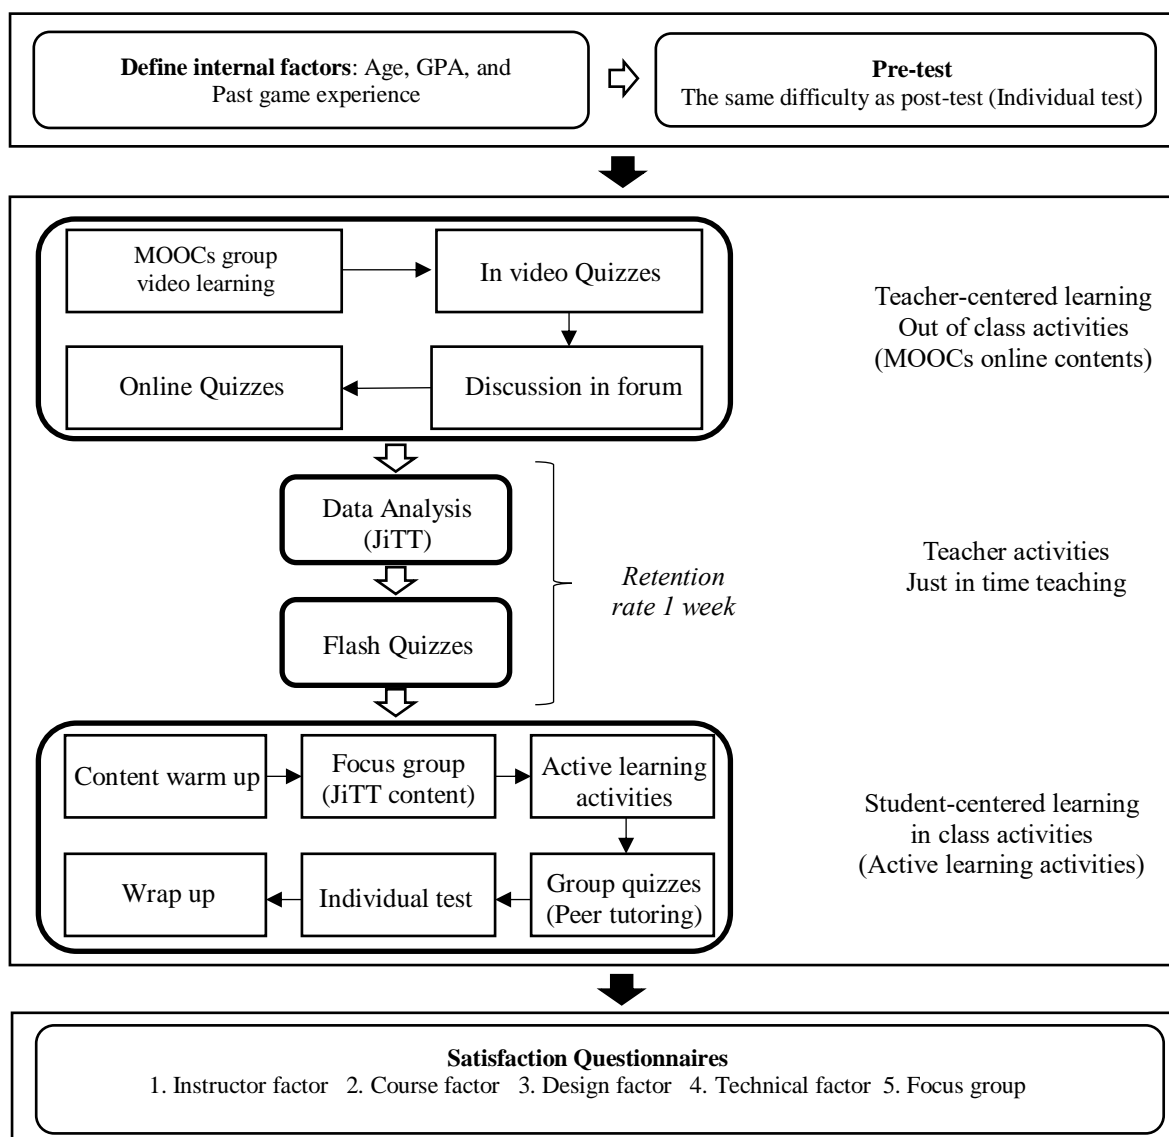 Define internal factors: Age, GPA, and
Past game experience
Pre-test
The same difficulty as post-test (Individual test)
MOOCs group
video learning
In video Quizzes
Online Quizzes
Discussion in forum
Teacher-centered learning
Out of class activities
(MOOCs online contents)
Data Analysis
(JiTT)
Flash Quizzes
Retention
rate 1 week
Teacher activities
Just in time teaching
Content warm up
Focus group
(JiTT content)
Active learning
activities
Wrap up
Individual test
Group quizzes
(Peer tutoring)
Student-centered learning
in class activities
(Active learning activities)
Satisfaction Questionnaires
1. Instructor factor 2. Course factor 3. Design factor 4. Technical factor 5. Focus group